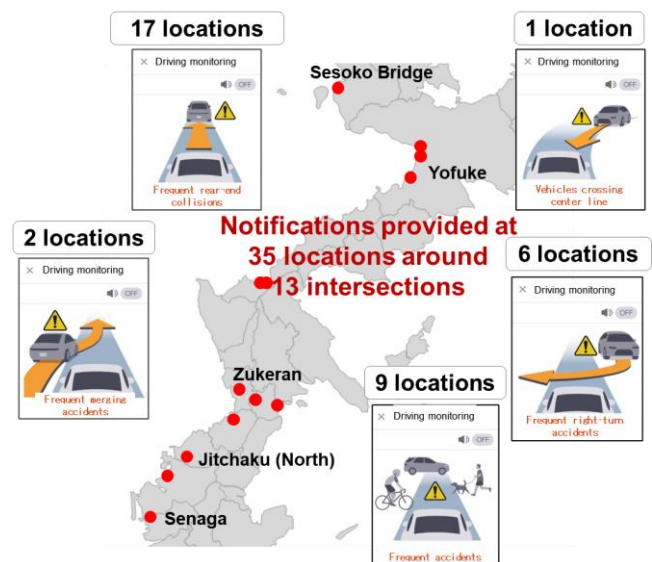 17 locations
× Driving monitoring
OFF
Frequent rear-end
collisions
1 location
× Driving monitoring
OFF
Vehicles crossing
center line
Sesoko Bridge
Yofuke
Notifications provided at
35 locations around
13 intersections
2 locations
× Driving monitoring
OFF
Frequent merging
accidents
6 locations
× Driving monitoring
OFF
Frequent right-turn
accidents
Zukeran
9 locations
× Driving monitoring
OFF
Frequent accidents
Jitchaku (North)
Senaga